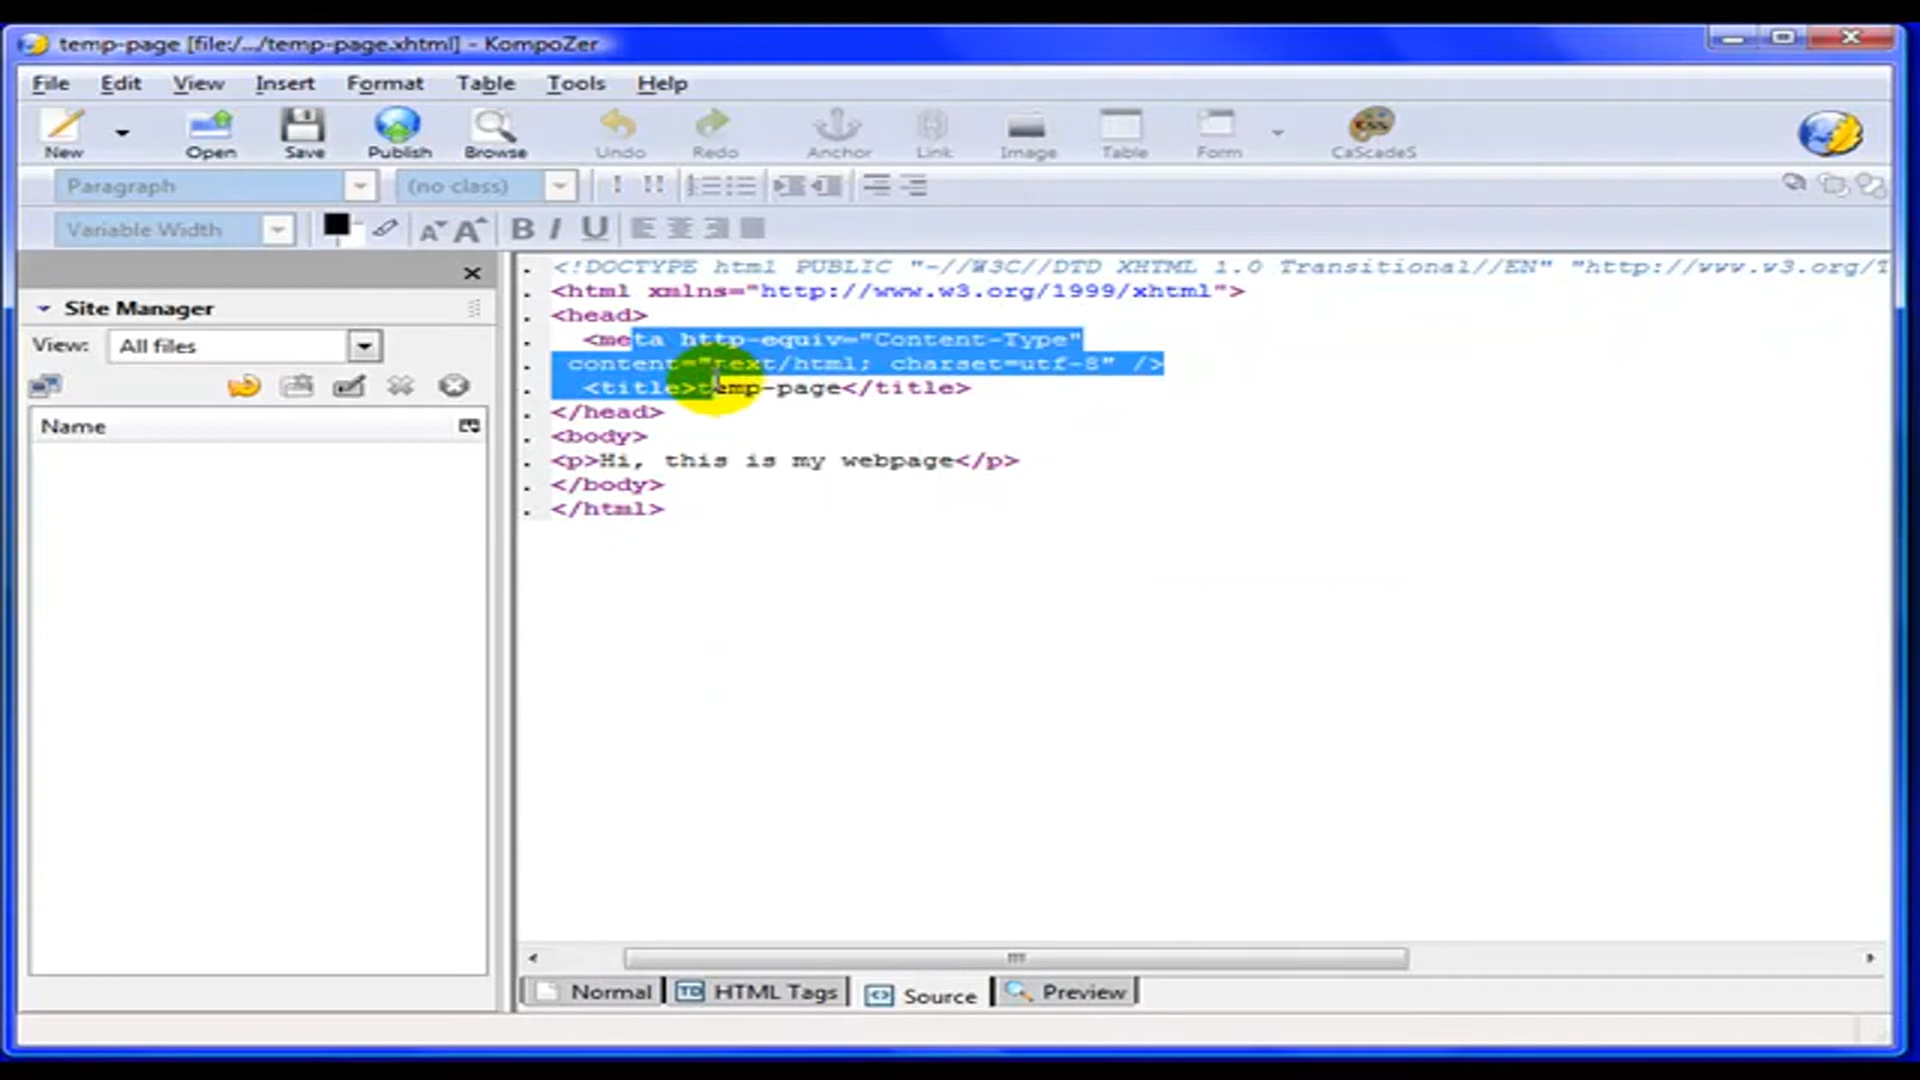 temp-page [file:/.../temp-page.xhtml] - KompoZer
File Edit View Insert Format Table Tools Help
New Open Save Publish Browse Undo Redo Anchor Link Image Table Form CaScadeS
Paragraph (no class) ! !!
Variable Width A A B I U
Site Manager
View: All files
Name
<!DOCTYPE html PUBLIC "-//W3C//DTD XHTML 1.0 Transitional//EN" "http://www.w3.org/
<html xmlns="http://www.w3.org/1999/xhtml">
<head>
<meta http-equiv="Content-Type"
content="text/html; charset=utf-8" />
<title>temp-page</title>
</head>
<body>
<p>Hi, this is my webpage</p>
</body>
</html>
Normal HTML Tags Source Preview